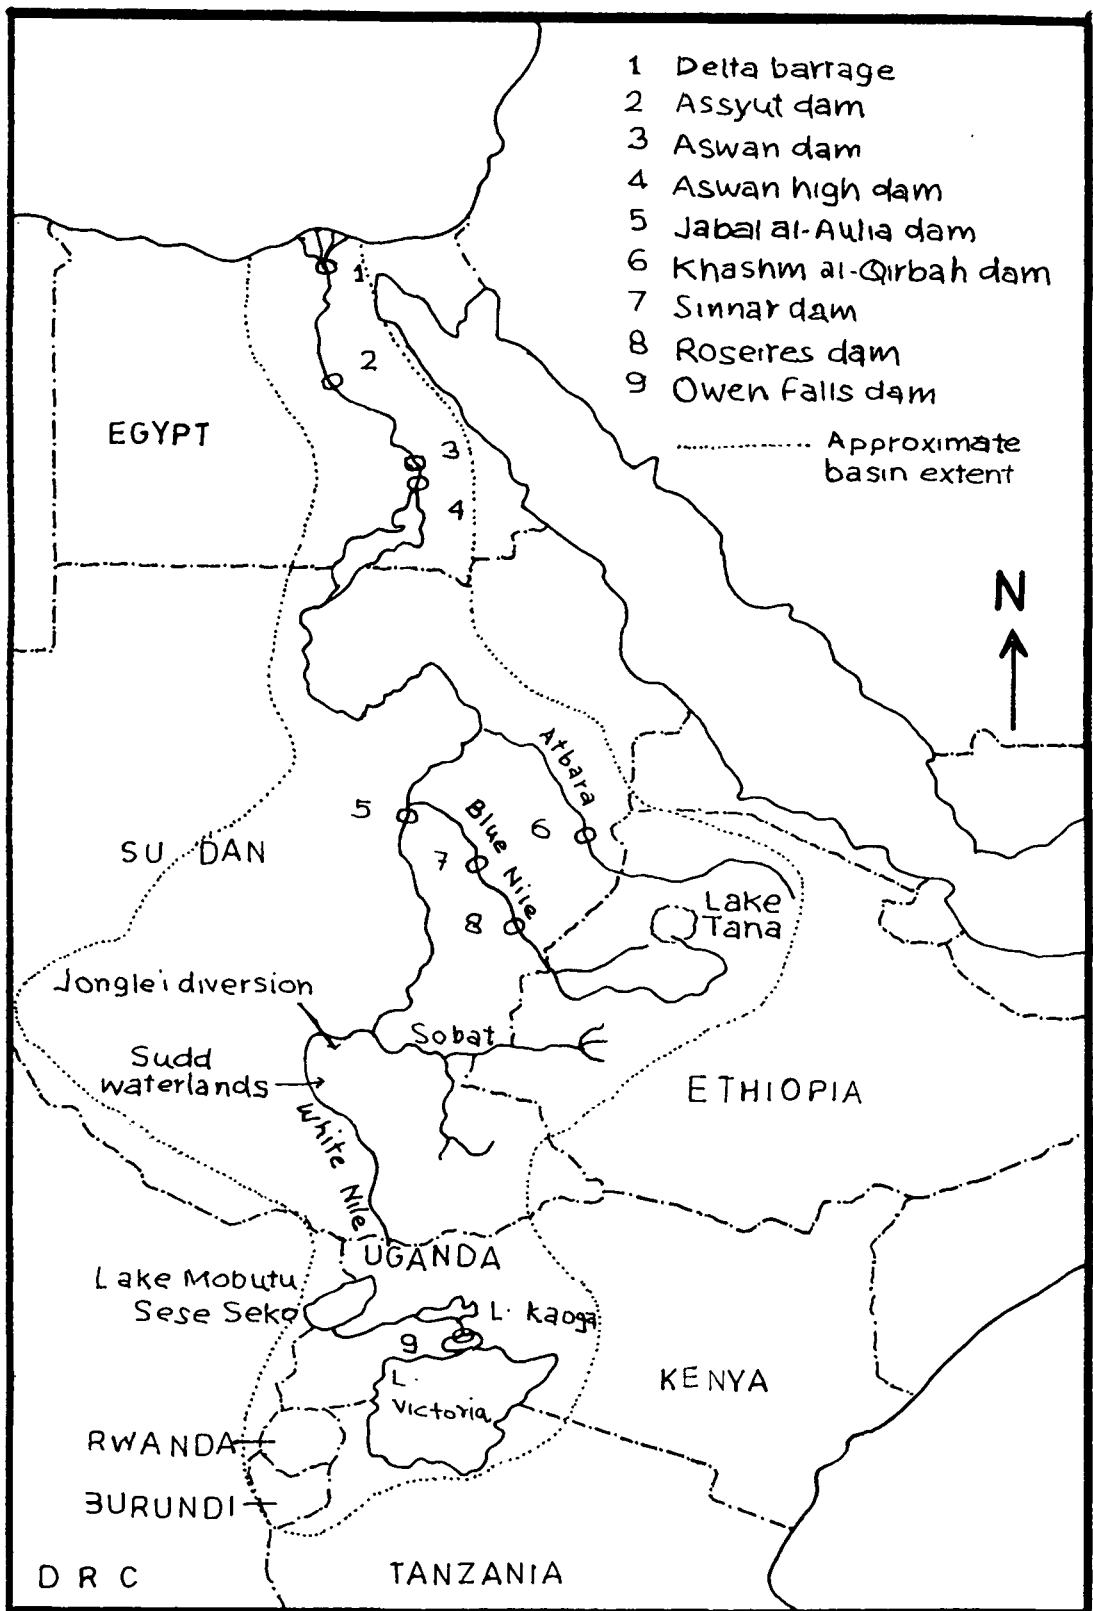 1 Delta barrage
2 Assyut dam
3 Aswan dam
4 Aswan high dam
5 Jabal al-Aulia dam
6 Khashm al-Qirbah dam
7 Sinnar dam
8 Roseires dam
9 Owen Falls dam
Approximate
basin extent
N
1
2
EGYPT
3
4
Atbara
5
Blue Nile
6
SUDAN
7
Lake
Tana
8
Jonglei diversion
Sobat
Sudd
waterlands
ETHIOPIA
White Nile
UGANDA
Lake Mobutu
Sese Seko
L. Kaoga
9
L.
Victoria
KENYA
RWANDA
BURUNDI
DRC
TANZANIA